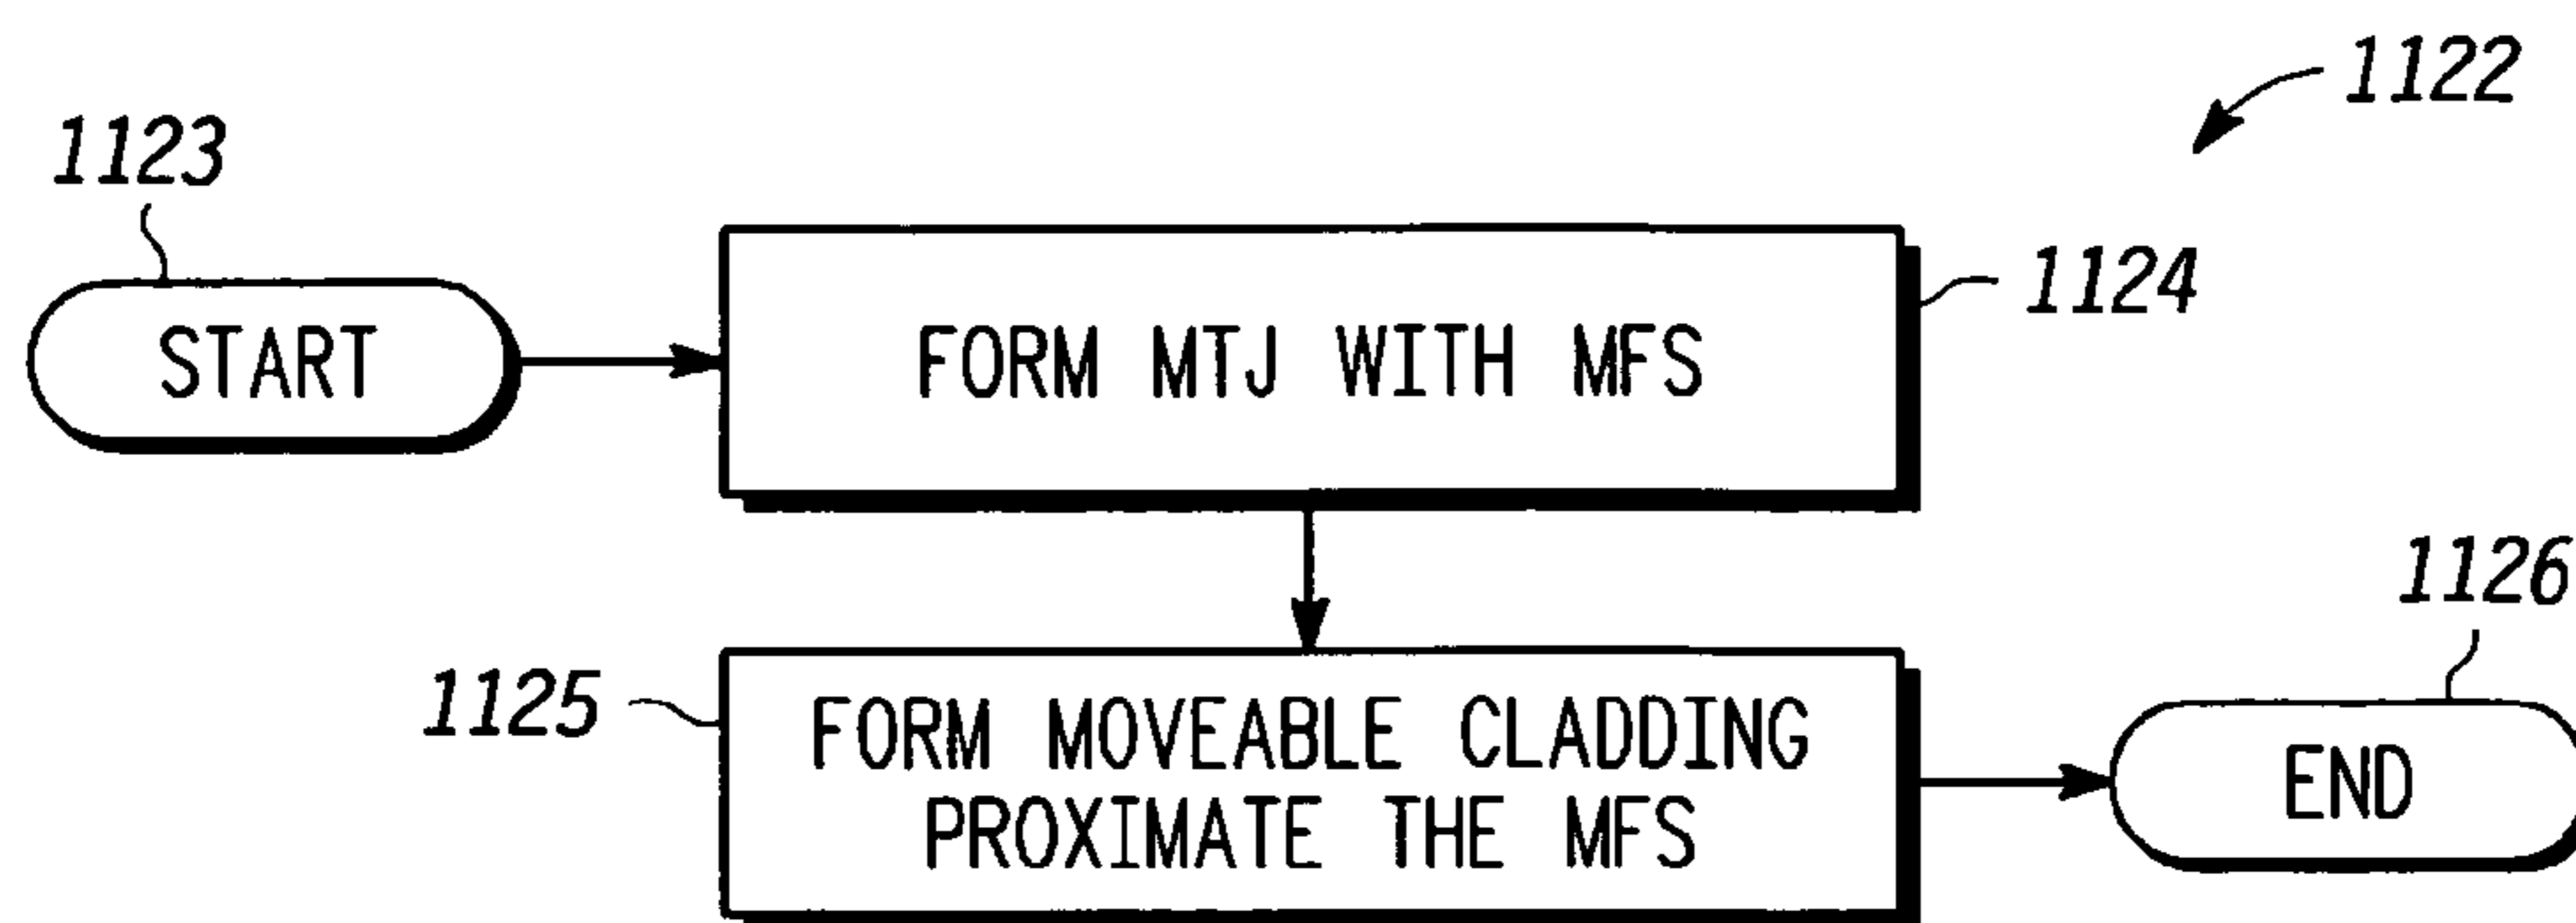 1122
1123
START
FORM MTJ WITH MFS
1124
1125
FORM MOVEABLE CLADDING
PROXIMATE THE MFS
1126
END